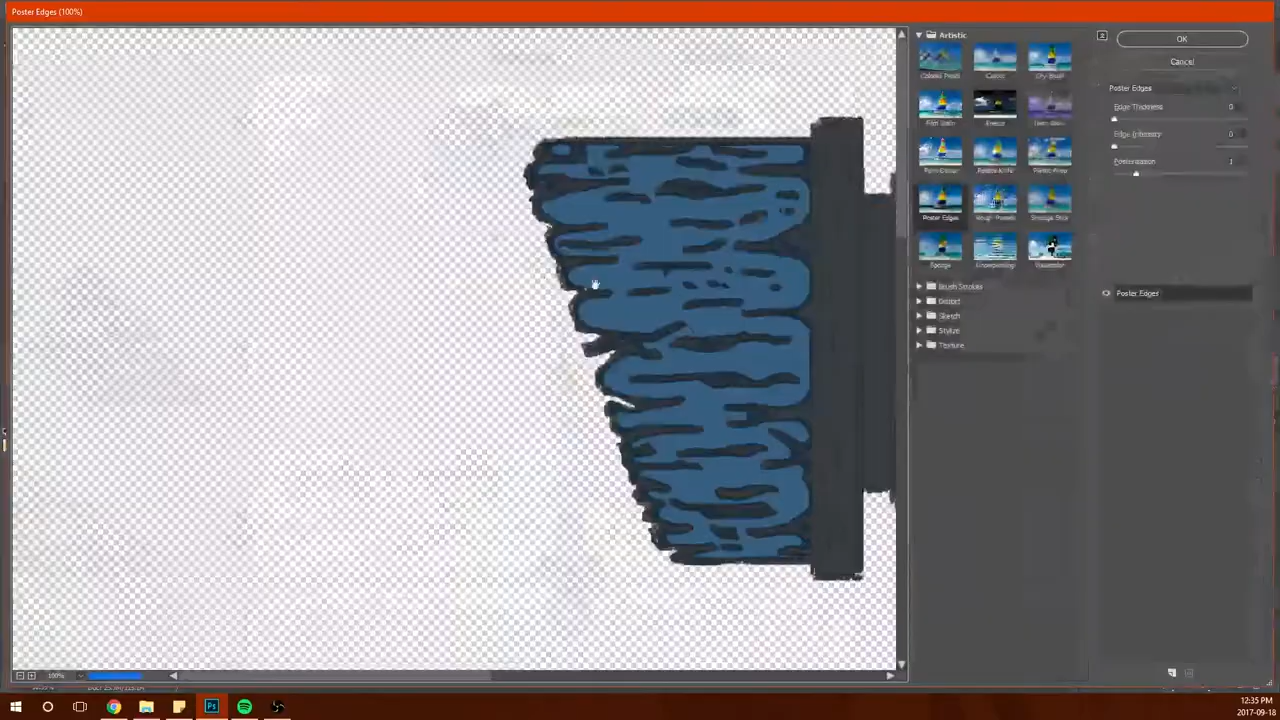 Poster Edges (100%)
Artistic
OK
Cancel
Poster Edges
Edge Thickness
0
Edge Intensity
0
Posterization
1
Colored Pencil
Cutout
Dry Brush
Film Grain
Fresco
Neon Glow
Paint Daubs
Palette Knife
Plastic Wrap
Poster Edges
Rough Pastels
Smudge Stick
Sponge
Underpainting
Watercolor
Brush Strokes
Distort
Sketch
Stylize
Texture
Poster Edges
100%
Ps
12:35 PM
2017-09-18